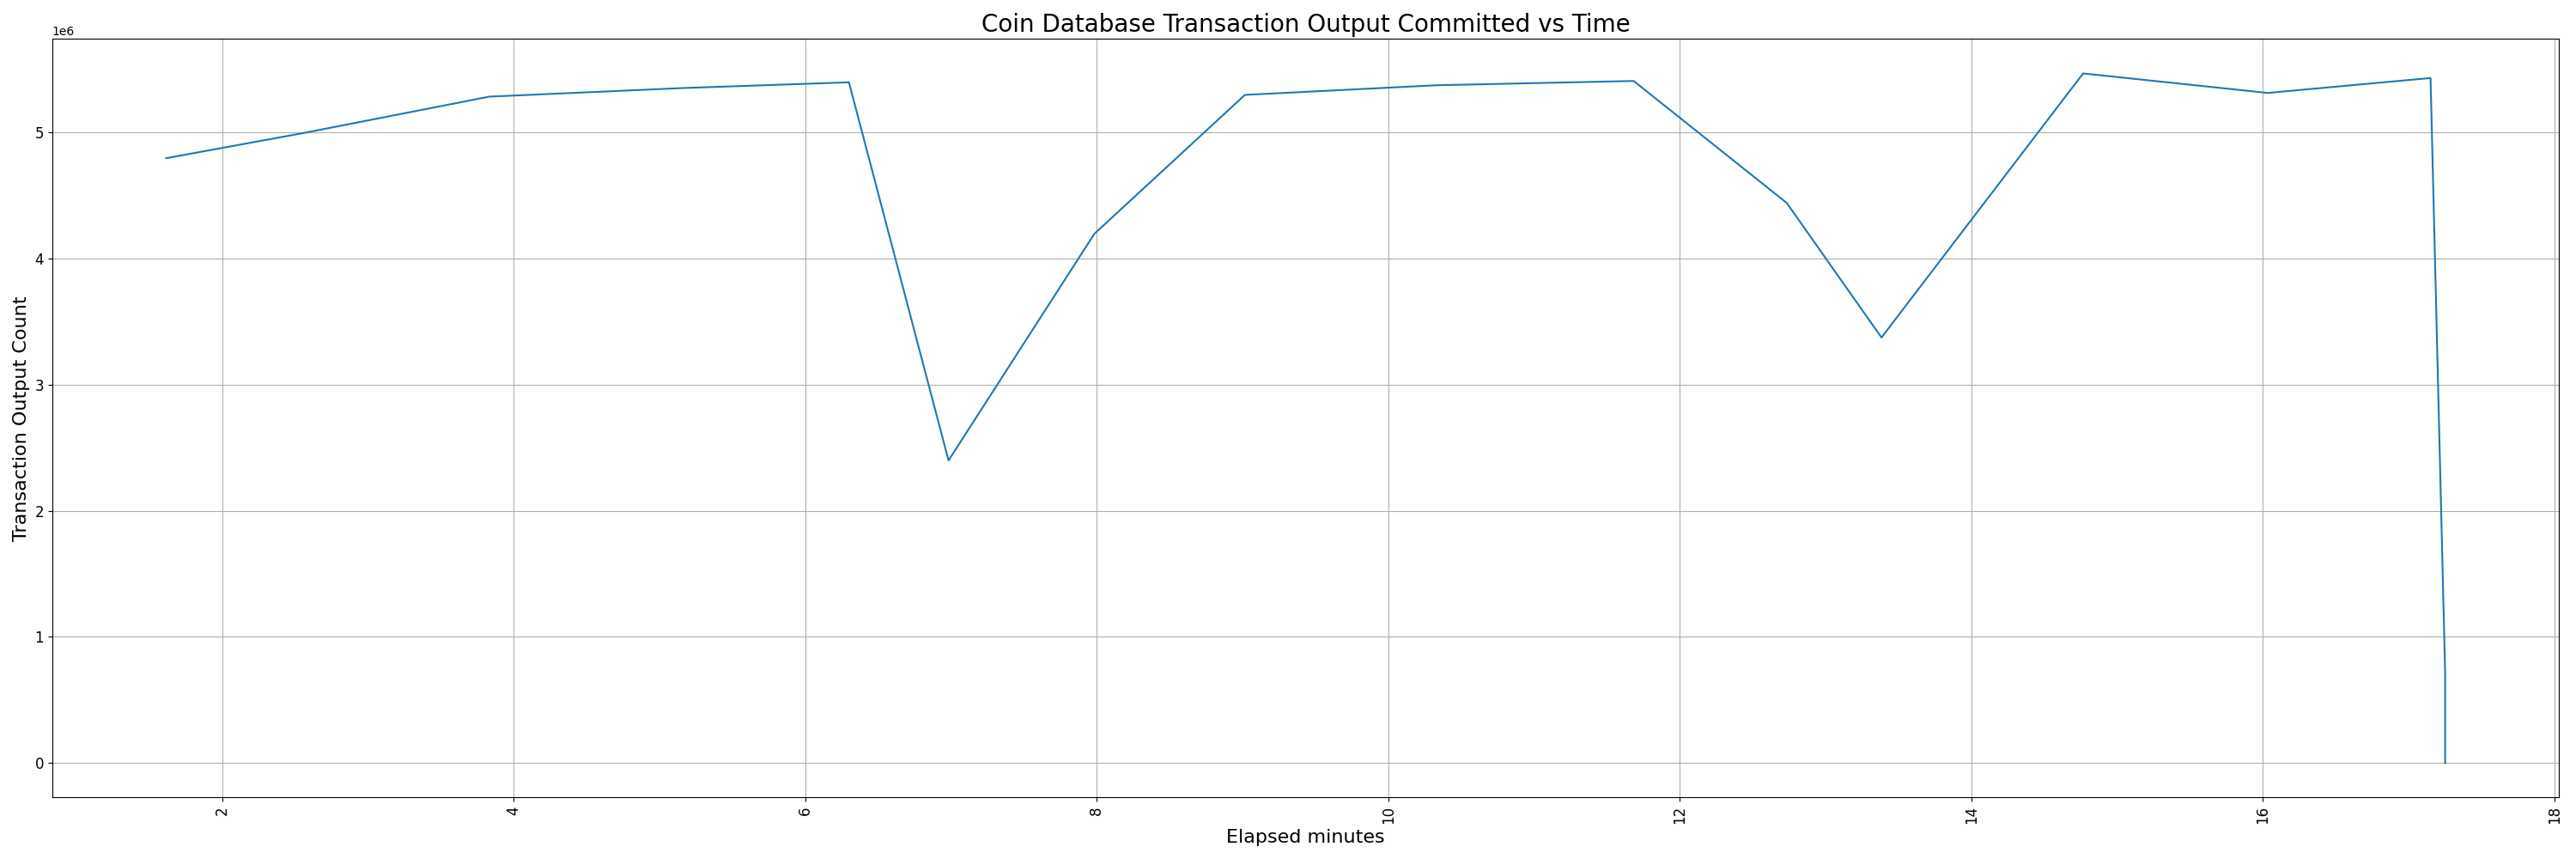 Coin Database Transaction Output Committed vs Time
1e6
5
4
3
2
1
0
Transaction Output Count
2 4 6 8 10 12 14 16 18
Elapsed minutes